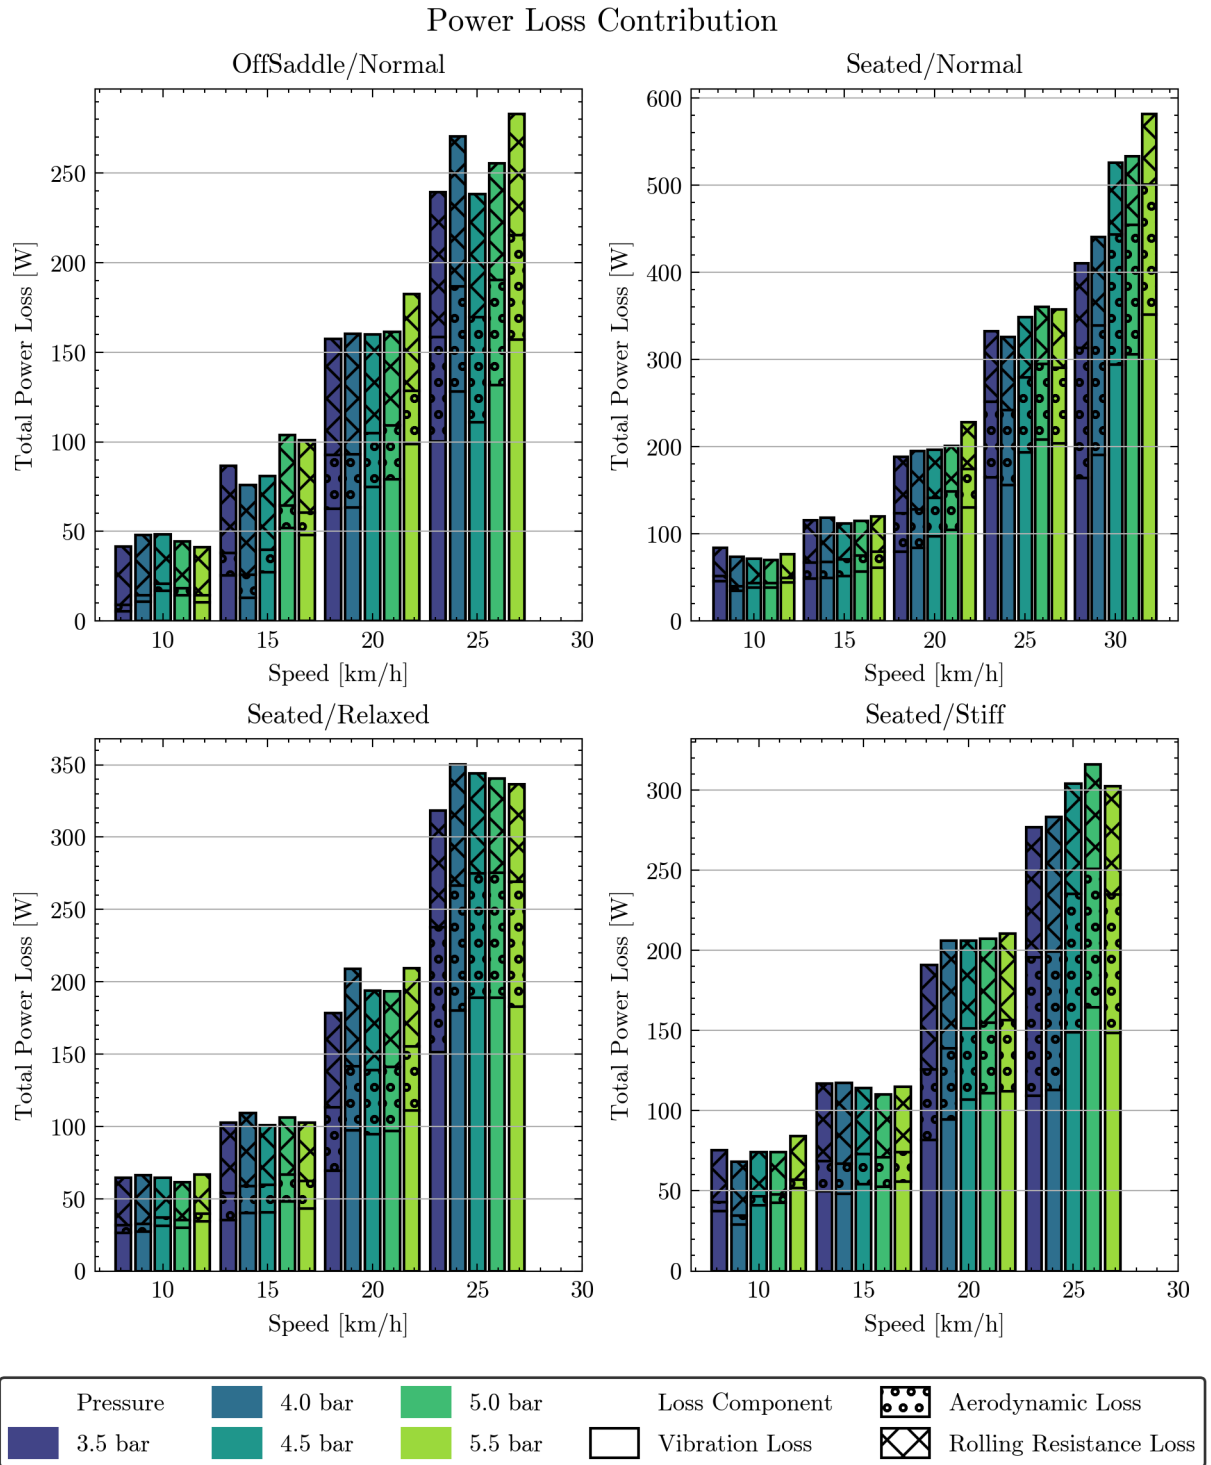 Power Loss Contribution
OffSaddle/Normal
Total Power Loss [W]
250
200
150
100
50
0
10 15 20 25 30
Speed [km/h]
Seated/Normal
Total Power Loss [W]
600
500
400
300
200
100
0
10 15 20 25 30
Speed [km/h]
Seated/Relaxed
Total Power Loss [W]
350
300
250
200
150
100
50
0
10 15 20 25 30
Speed [km/h]
Seated/Stiff
Total Power Loss [W]
300
250
200
150
100
50
0
10 15 20 25 30
Speed [km/h]
Pressure
3.5 bar
4.0 bar
4.5 bar
5.0 bar
5.5 bar
Loss Component
Vibration Loss
Aerodynamic Loss
Rolling Resistance Loss